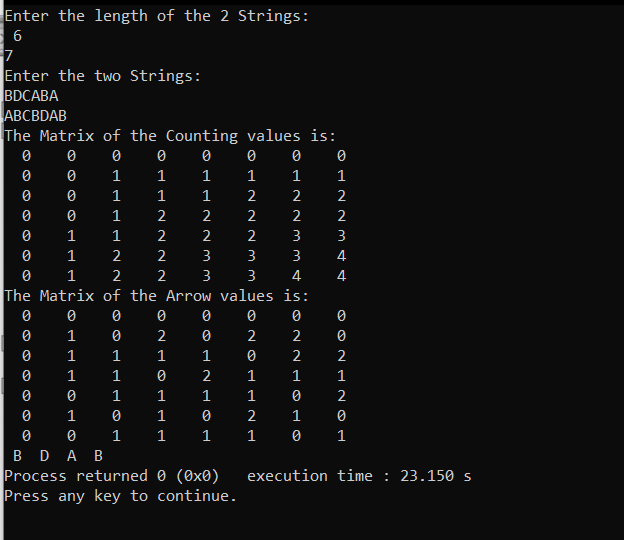 Enter the length of the 2 Strings:
6
7
Enter the two Strings:
BDCABA
ABCBDAB
The Matrix of the Counting values is:
0 0 0 0 0 0 0 0
0 0 1 1 1 1 1 1
0 0 1 1 1 2 2 2
0 0 1 2 2 2 2 2
0 1 1 2 2 2 3 3
0 1 2 2 3 3 3 4
0 1 2 2 3 3 4 4
The Matrix of the Arrow values is:
0 0 0 0 0 0 0 0
0 1 0 2 0 2 2 0
0 1 1 1 1 0 2 2
0 1 1 0 2 1 1 1
0 0 1 1 1 1 0 2
0 1 0 1 0 2 1 0
0 0 1 1 1 1 0 1
B D A B
Process returned 0 (0x0) execution time : 23.150 s
Press any key to continue.